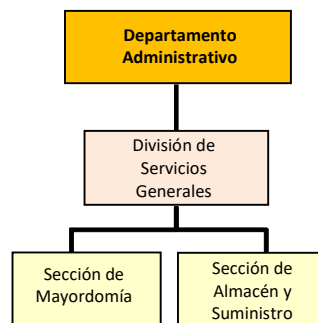 Departamento
Administrativo
División de
Servicios
Generales
Sección de
Mayordomía
Sección de
Almacén y
Suministro